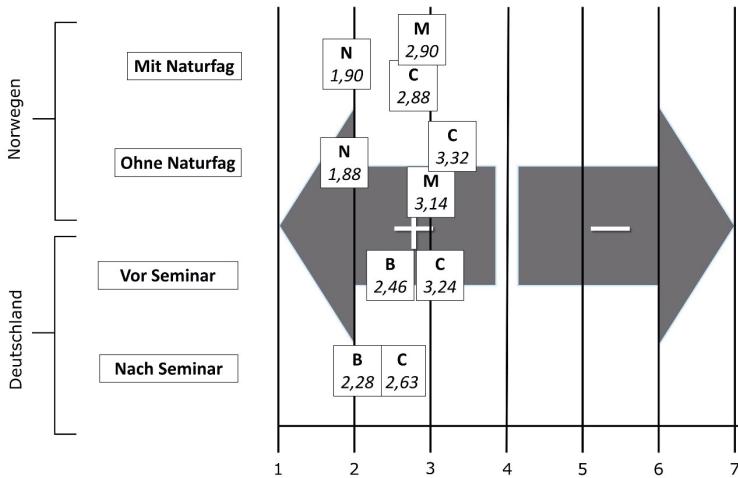 Norwegen
Mit Naturfag
N
1,90
M
2,90
C
2,88
Ohne Naturfag
N
1,88
C
3,32
M
3,14
+
—
Deutschland
Vor Seminar
B
2,46
C
3,24
Nach Seminar
B
2,28
C
2,63
1 2 3 4 5 6 7